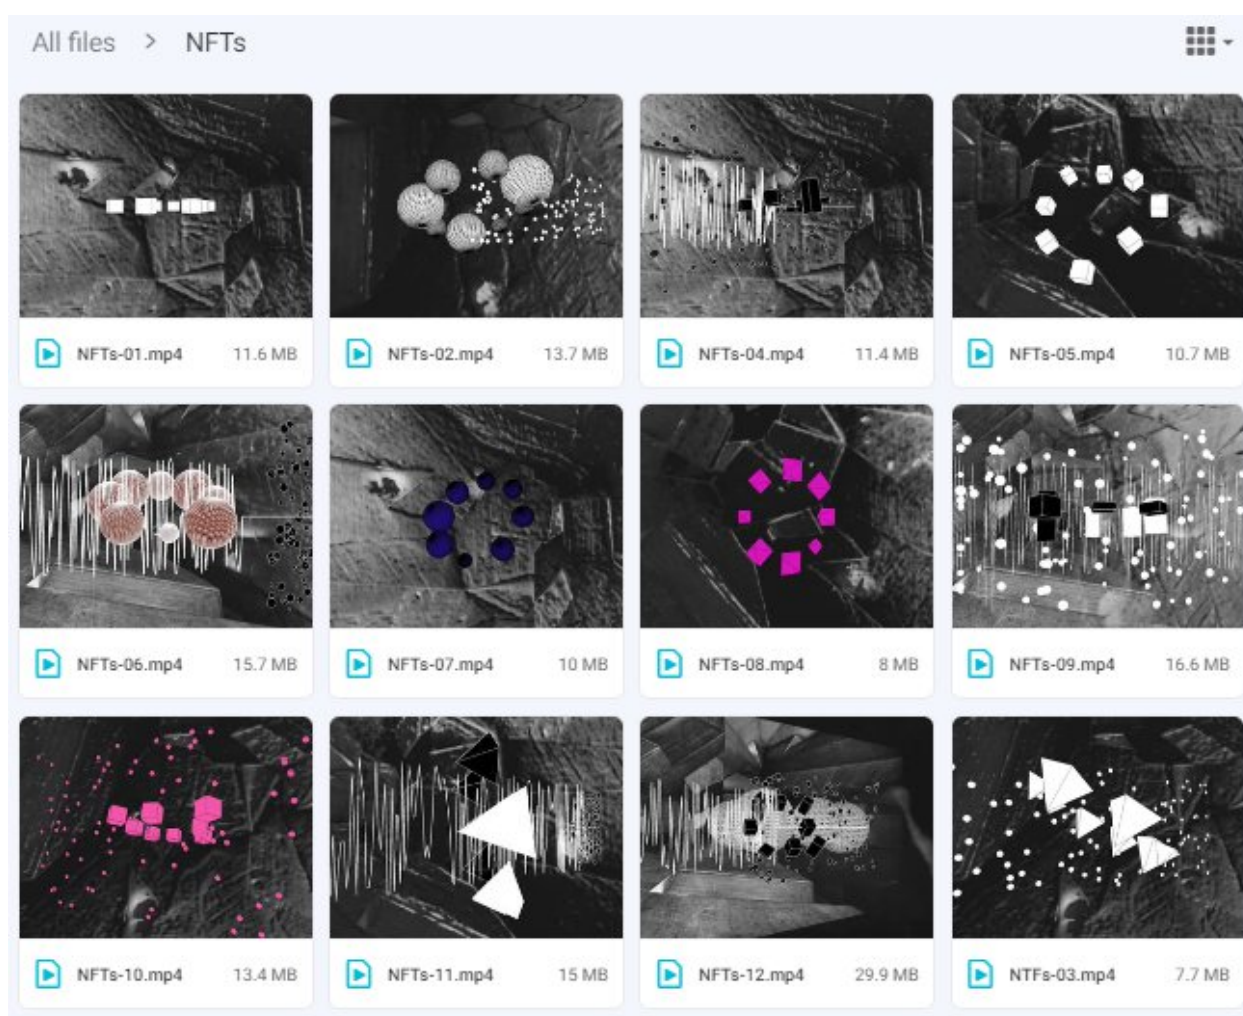 All files > NFTs
NFTs-01.mp4 11.6 MB NFTs-02.mp4 13.7 MB NFTs-04.mp4 11.4 MB NFTs-05.mp4 10.7 MB
NFTs-06.mp4 15.7 MB NFTs-07.mp4 10 MB NFTs-08.mp4 8 MB NFTs-09.mp4 16.6 MB
NFTs-10.mp4 13.4 MB NFTs-11.mp4 15 MB NFTs-12.mp4 29.9 MB NTFs-03.mp4 7.7 MB